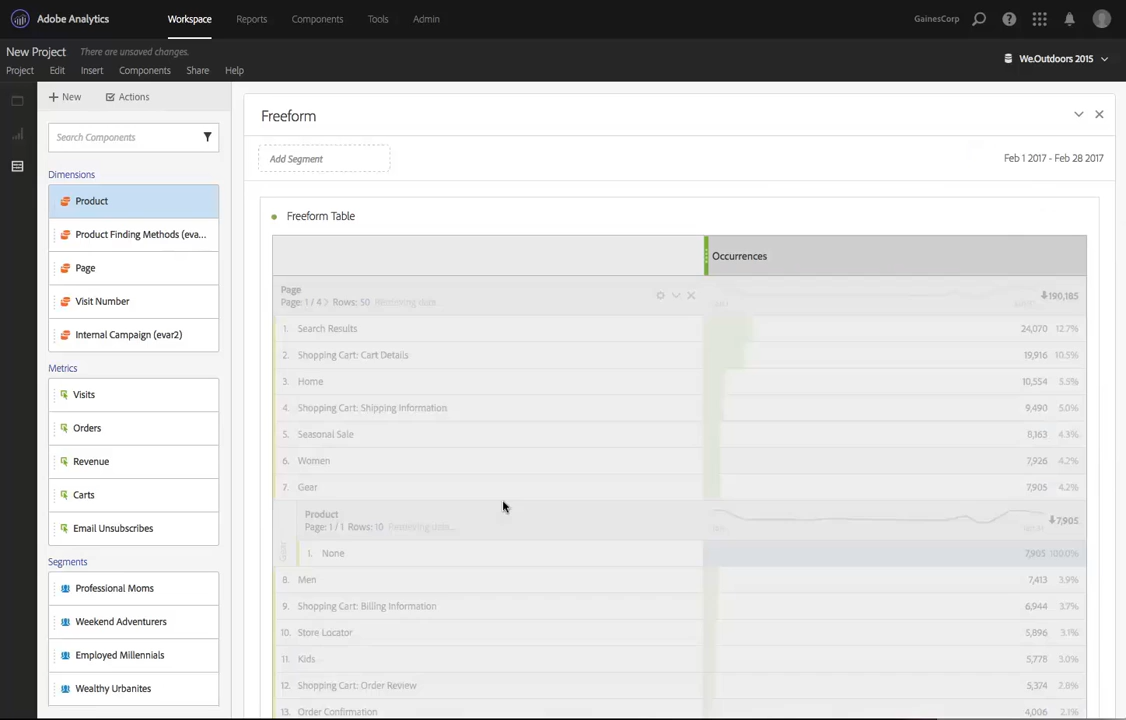 Adobe Analytics
Workspace
Reports
Components
Tools
Admin
GainesCorp
New Project
There are unsaved changes.
Project
Edit
Insert
Components
Share
Help
We.Outdoors 2015
New
Actions
Search Components
Dimensions
Product
Product Finding Methods (eva...
Page
Visit Number
Internal Campaign (evar2)
Metrics
Visits
Orders
Revenue
Carts
Email Unsubscribes
Segments
Professional Moms
Weekend Adventurers
Employed Millennials
Wealthy Urbanites
Freeform
Add Segment
Feb 1 2017 - Feb 28 2017
Freeform Table
Occurrences
Page
Page: 1 / 4 > Rows: 50 Retrieving data..
190,185
1. Search Results 24,070 12.7%
2. Shopping Cart: Cart Details 19,916 10.5%
3. Home 10,554 5.5%
4. Shopping Cart: Shipping Information 9,490 5.0%
5. Seasonal Sale 8,163 4.3%
6. Women 7,926 4.2%
7. Gear 7,905 4.2%
Product
Page: 1 / 1 Rows: 10 Retrieving data...
7,905
Gear
1. None 7,905 100.0%
8. Men 7,413 3.9%
9. Shopping Cart: Billing Information 6,944 3.7%
10. Store Locator 5,896 3.1%
11. Kids 5,778 3.0%
12. Shopping Cart: Order Review 5,374 2.8%
13. Order Confirmation 4,006 2.1%